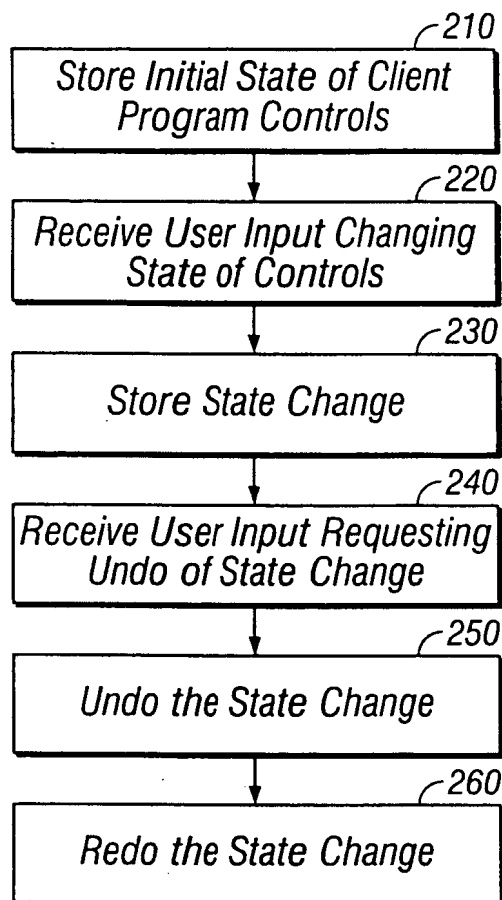 210
Store Initial State of Client
Program Controls
220
Receive User Input Changing
State of Controls
230
Store State Change
240
Receive User Input Requesting
Undo of State Change
250
Undo the State Change
260
Redo the State Change